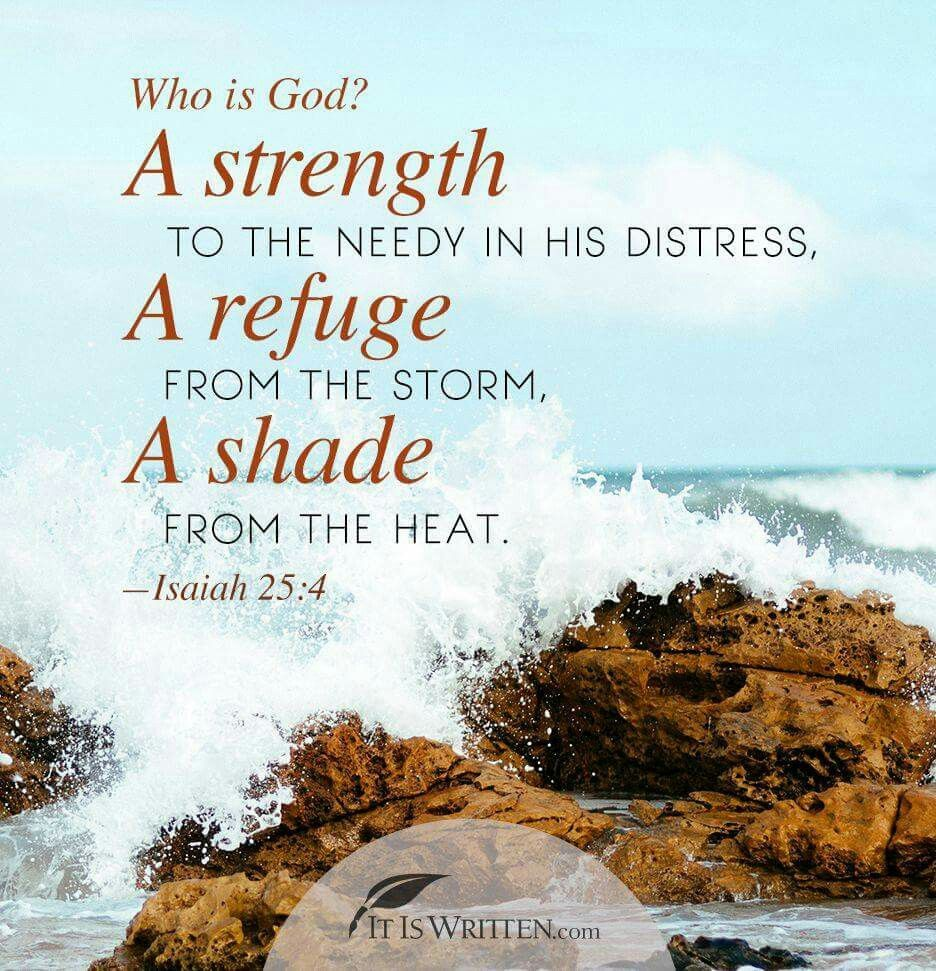 Who is God?
A strength
TO THE NEEDY IN HIS DISTRESS,
A refuge
FROM THE STORM,
A shade
FROM THE HEAT.
—Isaiah 25:4
IT IS WRITTEN.com